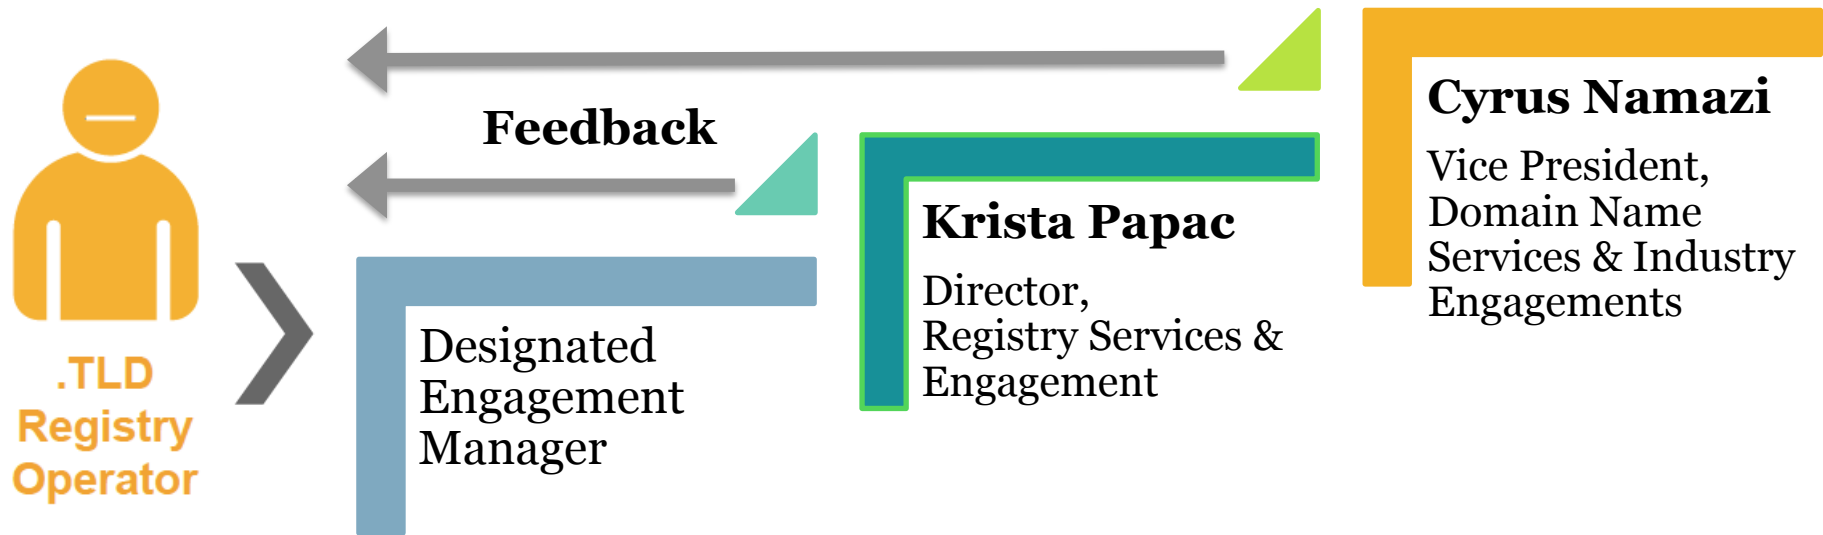 .TLD
Registry
Operator
Feedback
Designated
Engagement
Manager
Krista Papac
Director,
Registry Services &
Engagement
Cyrus Namazi
Vice President,
Domain Name
Services & Industry
Engagements